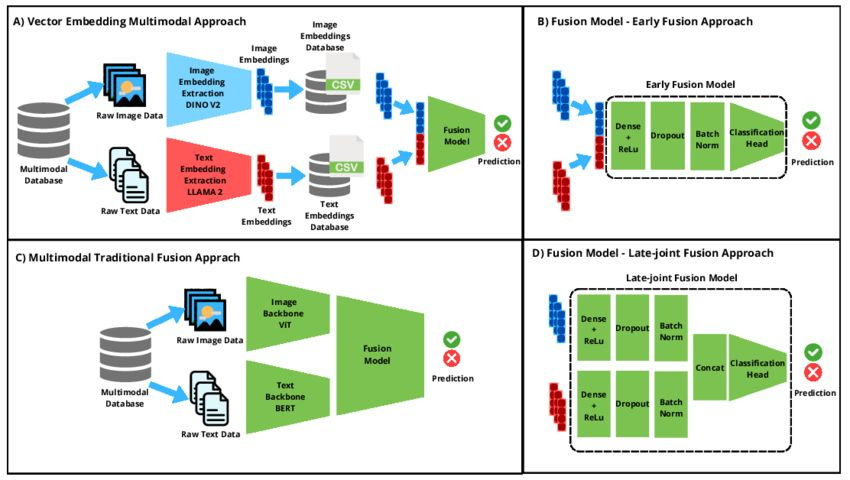 A) Vector Embedding Multimodal Approach
Multimodal
Database
Raw Image Data
Raw Text Data
Image
Embedding
Extraction
DINO V2
Text
Embedding
Extraction
LLAMA 2
Image
Embeddings
Text
Embeddings
Image
Embeddings
Database
CSV
CSV
Text
Embeddings
Database
Fusion
Model
Prediction
B) Fusion Model - Early Fusion Approach
Early Fusion Model
Dense
+
ReLu
Dropout
Batch
Norm
Classification
Head
Prediction
C) Multimodal Traditional Fusion Apprach
Multimodal
Database
Raw Image Data
Raw Text Data
Image
Backbone
ViT
Text
Backbone
BERT
Fusion
Model
Prediction
D) Fusion Model - Late-joint Fusion Approach
Late-joint Fusion Model
Dense
+
ReLu
Dropout
Batch
Norm
Dense
+
ReLu
Dropout
Batch
Norm
Concat
Classification
Head
Prediction